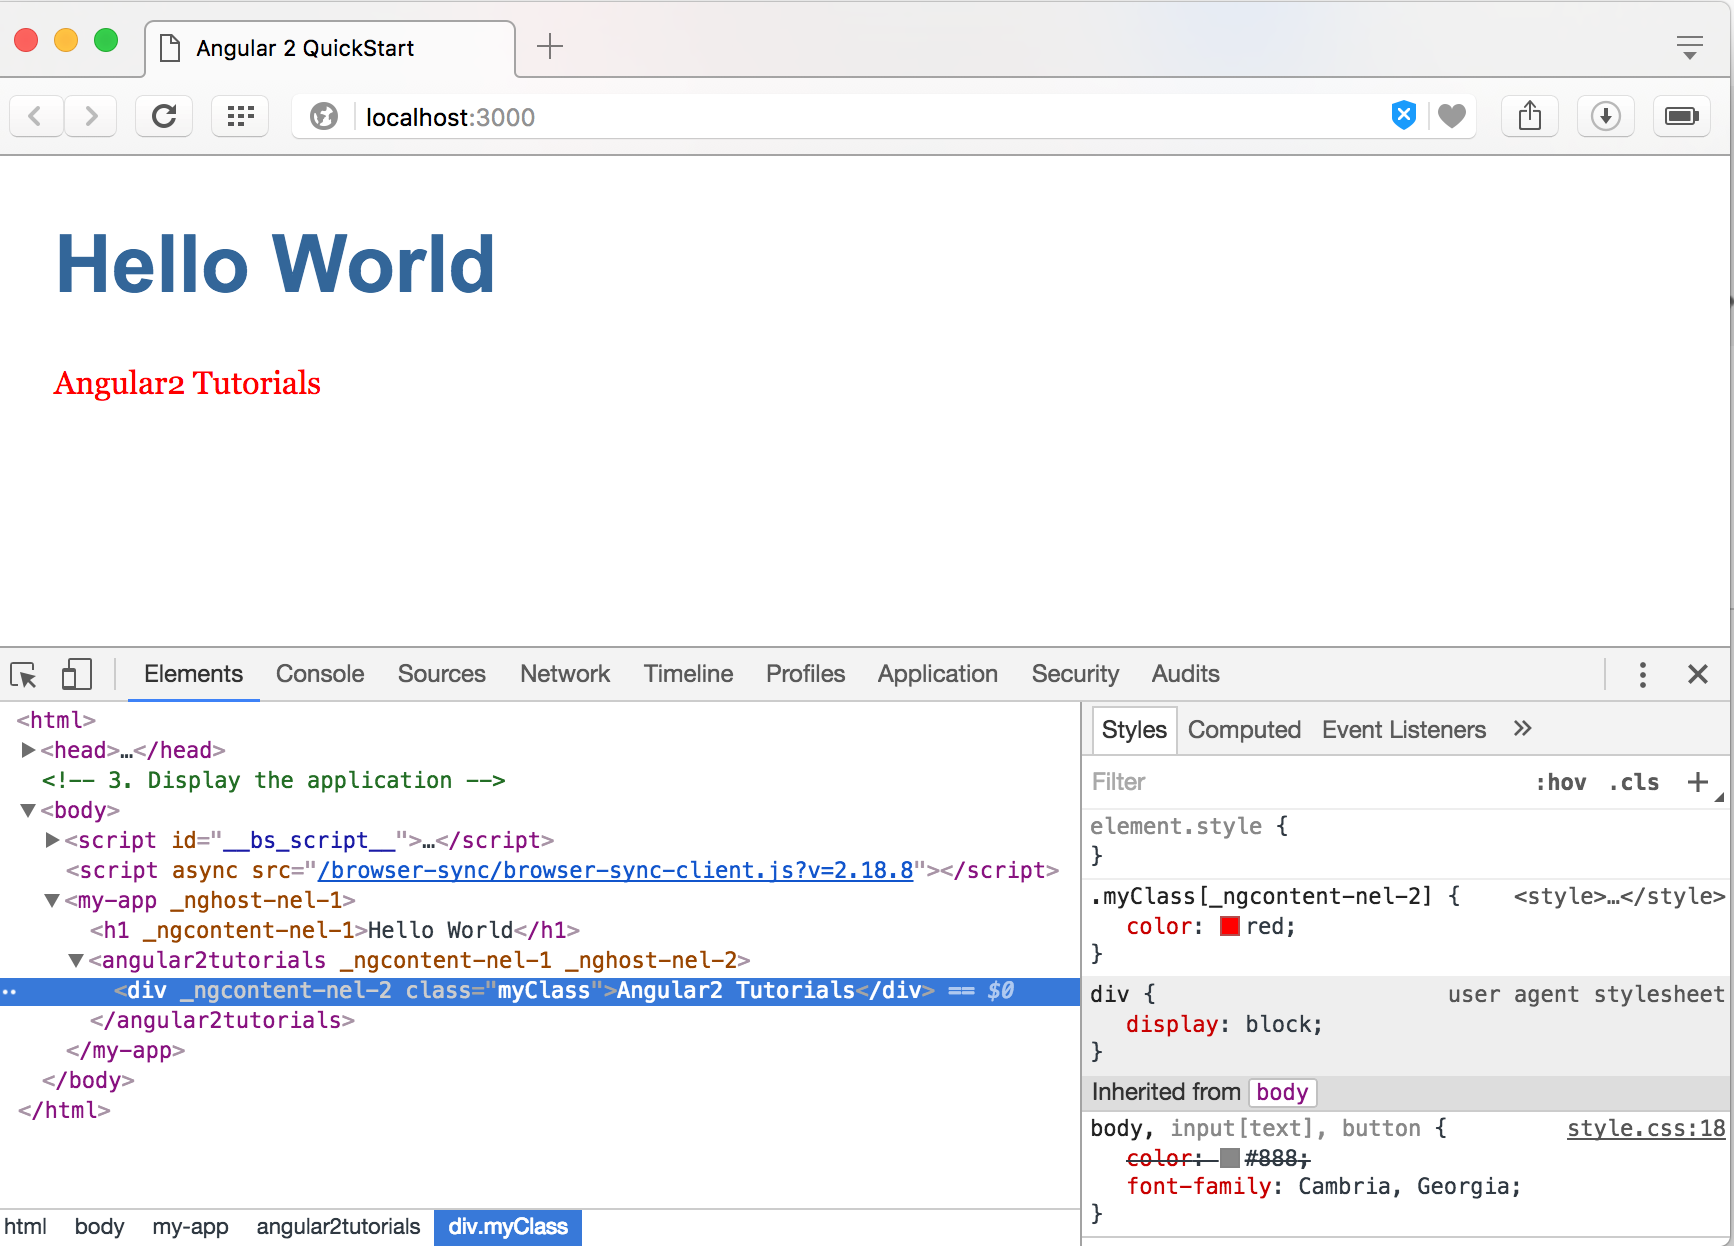 Angular 2 QuickStart
localhost:3000
Hello World
Angular2 Tutorials
Elements Console Sources Network Timeline Profiles Application Security Audits
<html>
<head>…</head>
<!-- 3. Display the application -->
<body>
<script id="__bs_script__">…</script>
<script async src="/browser-sync/browser-sync-client.js?v=2.18.8"></script>
<my-app _nghost-nel-1>
<h1 _ngcontent-nel-1>Hello World</h1>
<angular2tutorials _ngcontent-nel-1 _nghost-nel-2>
<div _ngcontent-nel-2 class="myClass">Angular2 Tutorials</div> == $0
</angular2tutorials>
</my-app>
</body>
</html>
html body my-app angular2tutorials div.myClass
Styles Computed Event Listeners »
Filter :hov .cls +
element.style {
}
.myClass[_ngcontent-nel-2] { <style>…</style>
color: red;
}
div { user agent stylesheet
display: block;
}
Inherited from body
body, input[text], button { style.css:18
color: #888;
font-family: Cambria, Georgia;
}